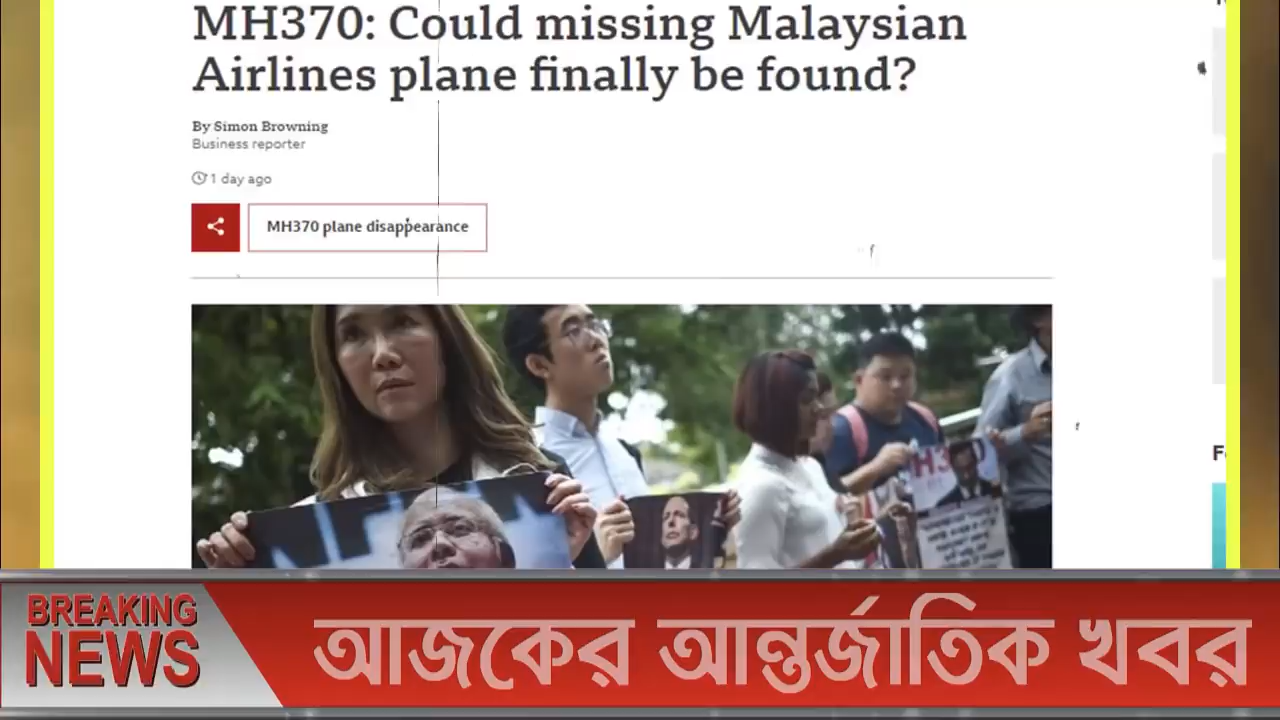 MH370: Could missing Malaysian
Airlines plane finally be found?
By Simon Browning
Business reporter
1 day ago
MH370 plane disappearance
BREAKING
NEWS
আজকের আন্তর্জাতিক খবর